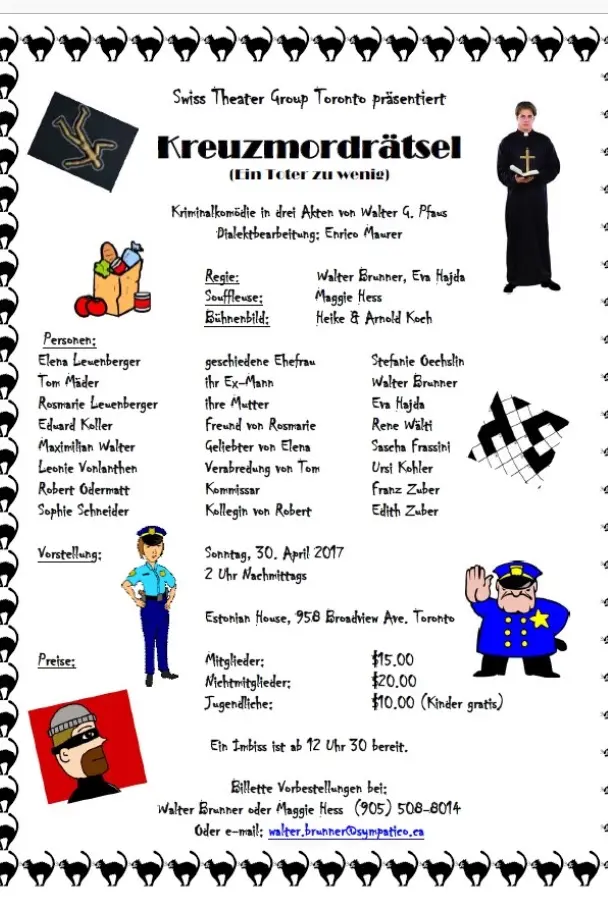 Swiss Theater Group Toronto präsentiert
Kreuzmordrätsel
(Ein Toter zu wenig)
Kriminalkomödie in drei Akten von Walter G. Pfaus
Dialektbearbeitung: Enrico Maurer
Regie: Walter Brunner, Eva Hajda
Souffleuse: Maggie Hess
Bühnenbild: Heike & Arnold Koch
Personen:
Elena Leuenberger geschiedene Ehefrau Stefanie Oechslin
Tom Mäder ihr Ex-Mann Walter Brunner
Rosmarie Leuenberger ihre Mutter Eva Hajda
Eduard Koller Freund von Rosmarie Rene Wälti
Maximilian Walter Geliebter von Elena Sascha Frassini
Leonie Vonlanthen Verabredung von Tom Ursi Kohler
Robert Odermatt Kommissar Franz Zuber
Sophie Schneider Kollegin von Robert Edith Zuber
Vorstellung: Sonntag, 30. April 2017
2 Uhr Nachmittags
Estonian House, 958 Broadview Ave. Toronto
Preise: Mitglieder: $15.00
Nichtmitglieder: $20.00
Jugendliche: $10.00 (Kinder gratis)
Ein Imbiss ist ab 12 Uhr 30 bereit.
Billette Vorbestellungen bei:
Walter Brunner oder Maggie Hess (905) 508-8014
Oder e-mail: walter.brunner@sympatico.ca